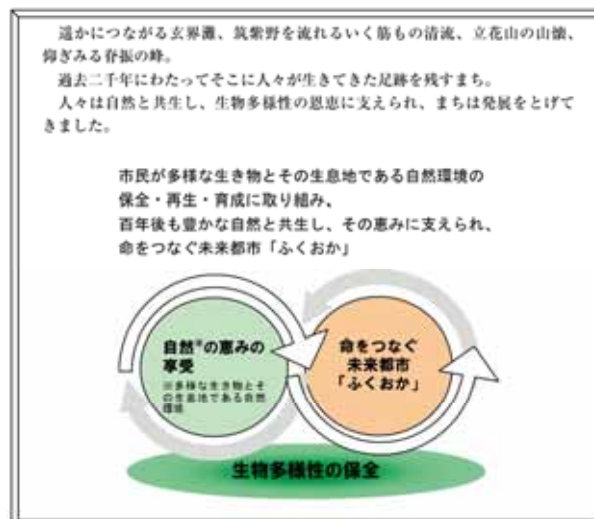 遥かにつながる玄界灘、筑紫野を流れるいく筋もの清流、立花山の山懐、
仰ぎみる脊振の峰。
過去二千年にわたってそこに人々が生きてきた足跡を残すまち。
人々は自然と共生し、生物多様性の恩恵に支えられ、まちは発展をとげて
きました。
市民が多様な生き物とその生息地である自然環境の
保全・再生・育成に取り組み、
百年後も豊かな自然と共生し、その恵みに支えられ、
命をつなぐ未来都市「ふくおか」
自然※の恵みの
享受
※多様な生き物とそ
の生息地である自然
環境
命をつなぐ
未来都市
「ふくおか」
生物多様性の保全